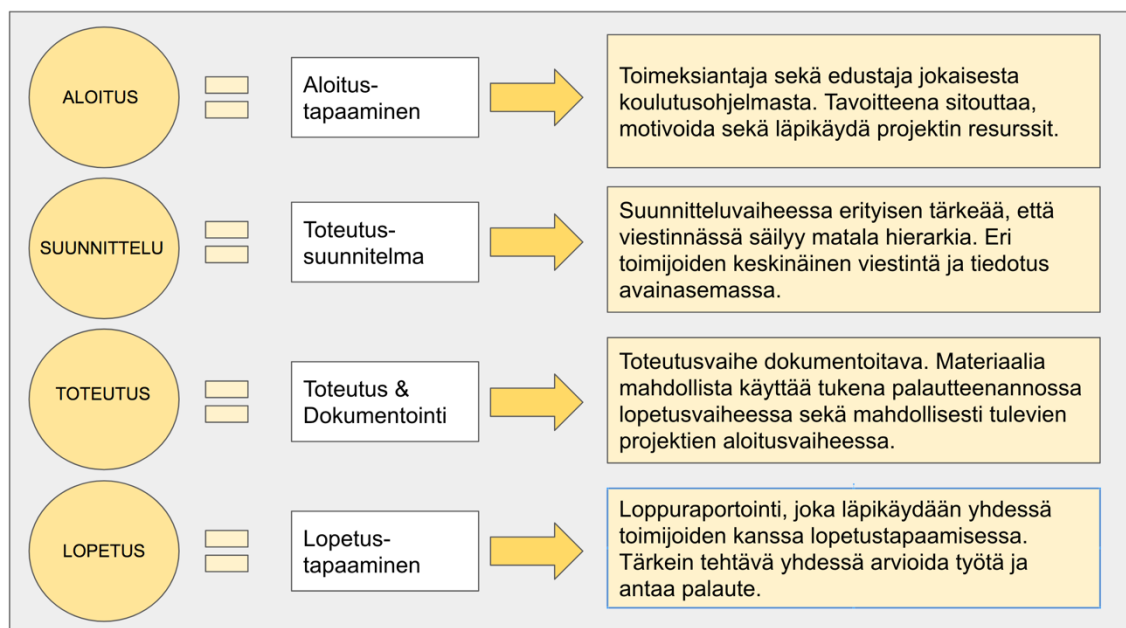 ALOITUS
Aloitus-
tapaaminen
Toimeksiantaja sekä edustaja jokaisesta
koulutusohjelmasta. Tavoitteena sitouttaa,
motivoida sekä läpikäydä projektin resurssit.
SUUNNITTELU
Toteutus-
suunnitelma
Suunnitteluvaiheessa erityisen tärkeää, että
viestinnässä säilyy matala hierarkia. Eri
toimijoiden keskinäinen viestintä ja tiedotus
avainasemassa.
TOTEUTUS
Toteutus &
Dokumentointi
Toteutusvaihe dokumentoitava. Materiaalia
mahdollista käyttää tukena palautteenannossa
lopetusvaiheessa sekä mahdollisesti tulevien
projektien aloitusvaiheessa.
LOPETUS
Lopetus-
tapaaminen
Loppuraportointi, joka läpikäydään yhdessä
toimijoiden kanssa lopetustapaamisessa.
Tärkein tehtävä yhdessä arvioida työtä ja
antaa palaute.